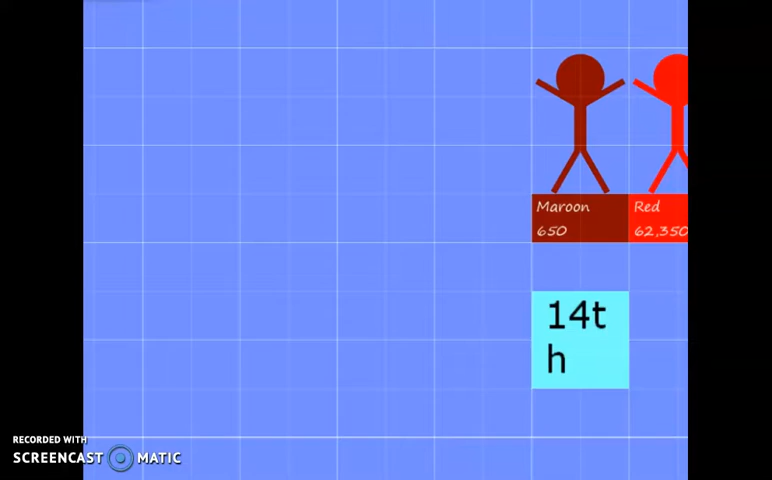 Maroon
650
Red
62,350
14t
h
RECORDED WITH
SCREENCAST MATIC